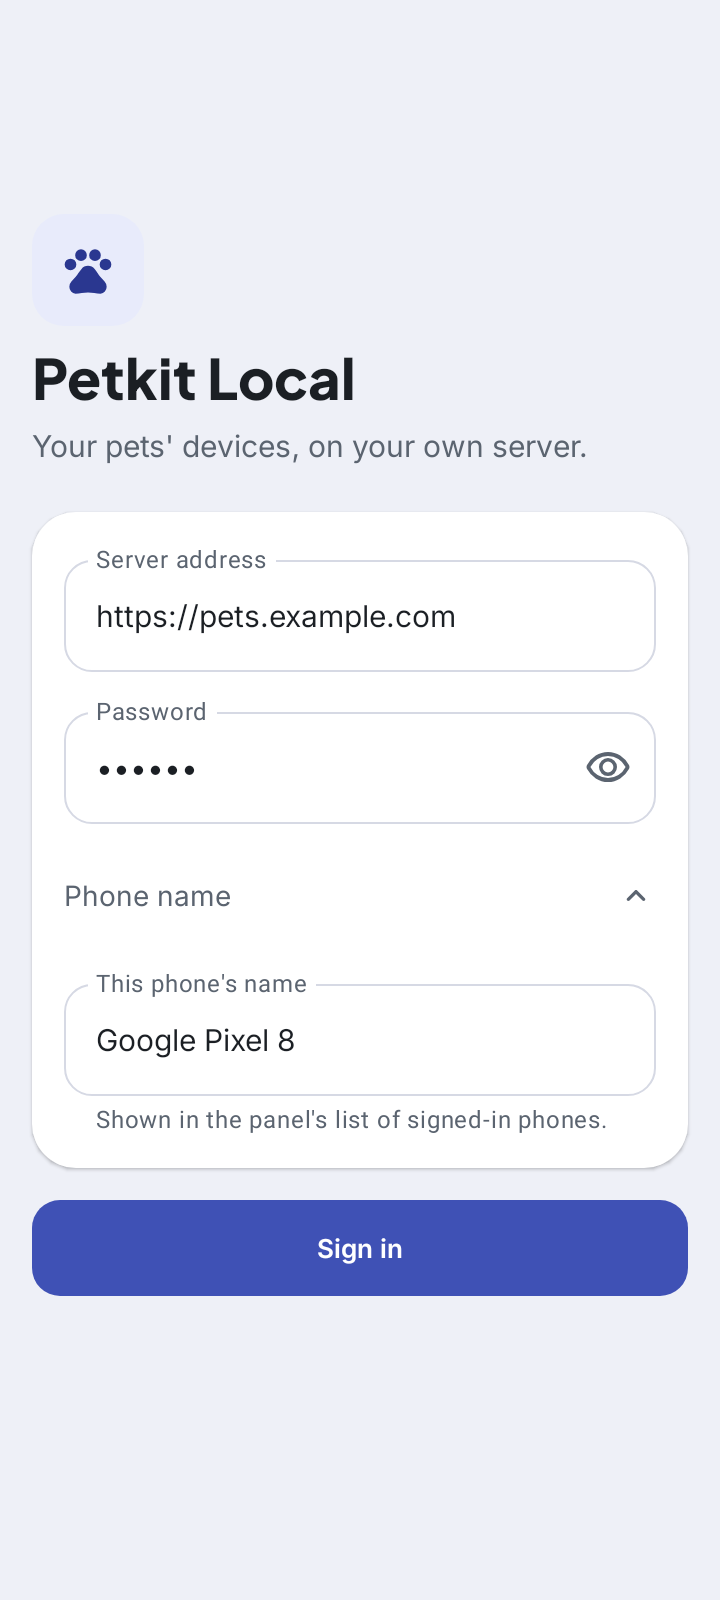 Petkit Local
Your pets' devices, on your own server.
Server address
https://pets.example.com
Password
••••••
Phone name
This phone's name
Google Pixel 8
Shown in the panel's list of signed-in phones.
Sign in